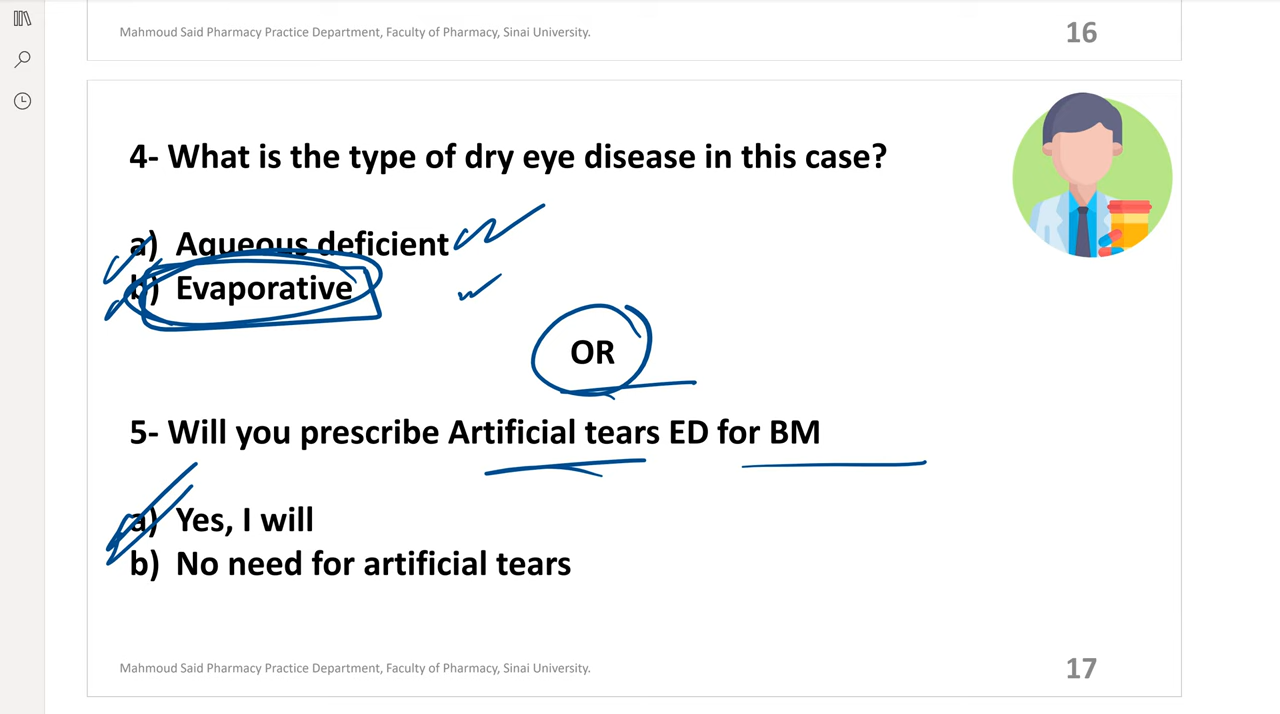 Mahmoud Said Pharmacy Practice Department, Faculty of Pharmacy, Sinai University.
16
4- What is the type of dry eye disease in this case?
a) Aqueous deficient
b) Evaporative
OR
5- Will you prescribe Artificial tears ED for BM
a) Yes, I will
b) No need for artificial tears
Mahmoud Said Pharmacy Practice Department, Faculty of Pharmacy, Sinai University.
17